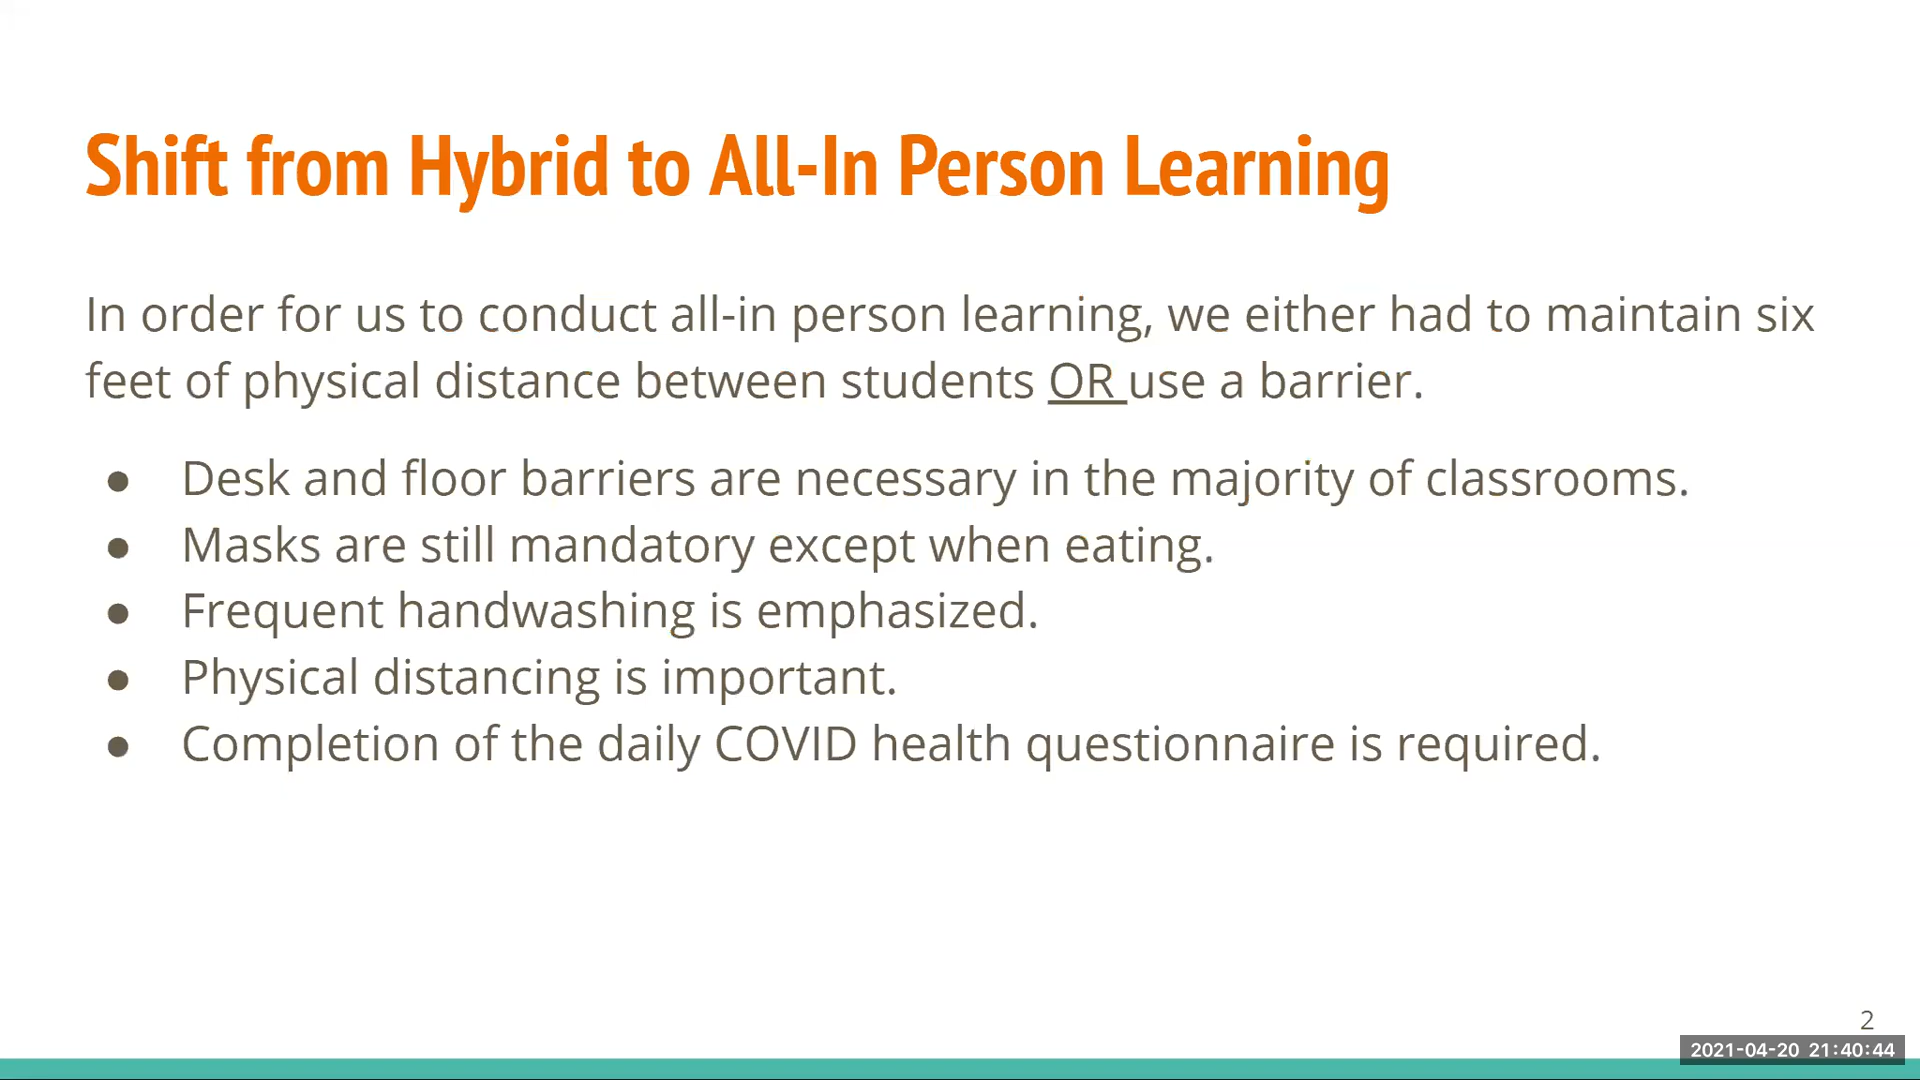 Shift from Hybrid to All-In Person Learning
In order for us to conduct all-in person learning, we either had to maintain six
feet of physical distance between students OR use a barrier.
● Desk and floor barriers are necessary in the majority of classrooms.
● Masks are still mandatory except when eating.
● Frequent handwashing is emphasized.
● Physical distancing is important.
● Completion of the daily COVID health questionnaire is required.
2
2021-04-20 21:40:44